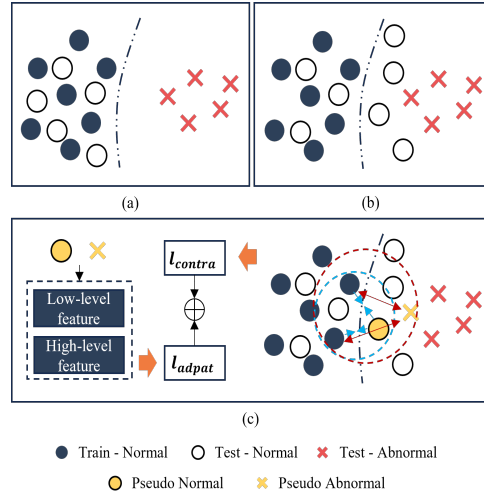 (a)
(b)
Low-level
feature
High-level
feature
l_contra
l_adpat
(c)
Train - Normal
Test - Normal
Test - Abnormal
Pseudo Normal
Pseudo Abnormal